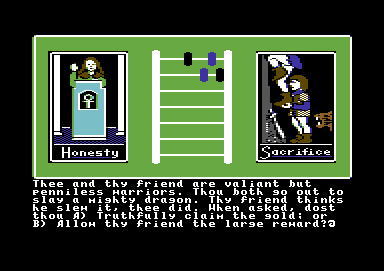 Honesty
Sacrifice
Thee and thy friend are valiant but
penniless warriors. Thou both go out to
slay a mighty dragon. Thy friend thinks
he slew it, thee did. When asked, dost
thou A) Truthfully claim the gold; or
B) Allow thy friend the large reward?